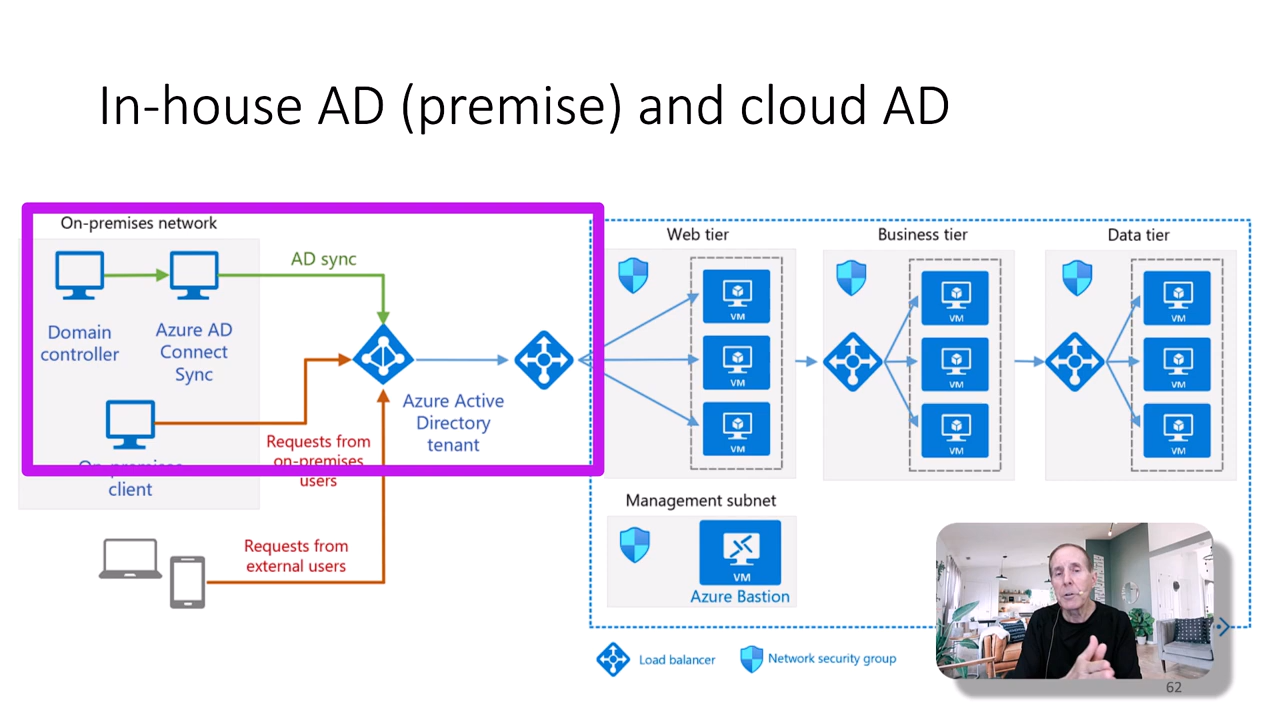 In-house AD (premise) and cloud AD
On-premises network
AD sync
Domain
controller
Azure AD
Connect
Sync
On-premises
client
Requests from
on-premises
users
Azure Active
Directory
tenant
Requests from
external users
Web tier
VM
VM
VM
Business tier
VM
VM
VM
Data tier
VM
VM
VM
Management subnet
VM
Azure Bastion
Load balancer
Network security group
62